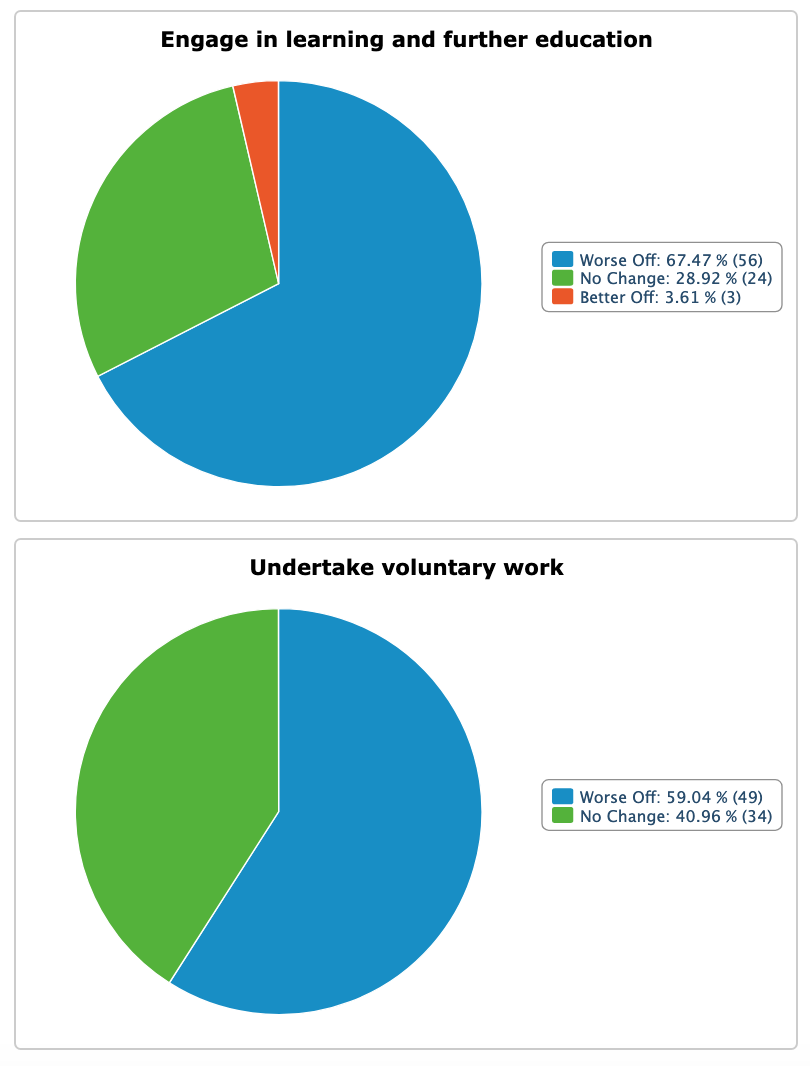 Engage in learning and further education
Worse Off: 67.47 % (56)
No Change: 28.92 % (24)
Better Off: 3.61 % (3)
Undertake voluntary work
Worse Off: 59.04 % (49)
No Change: 40.96 % (34)